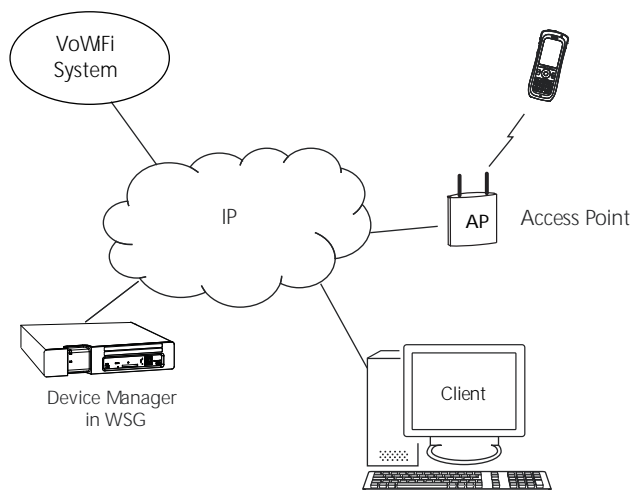 VoWiFi
System
IP
AP
Access Point
Device Manager
in WSG
Client